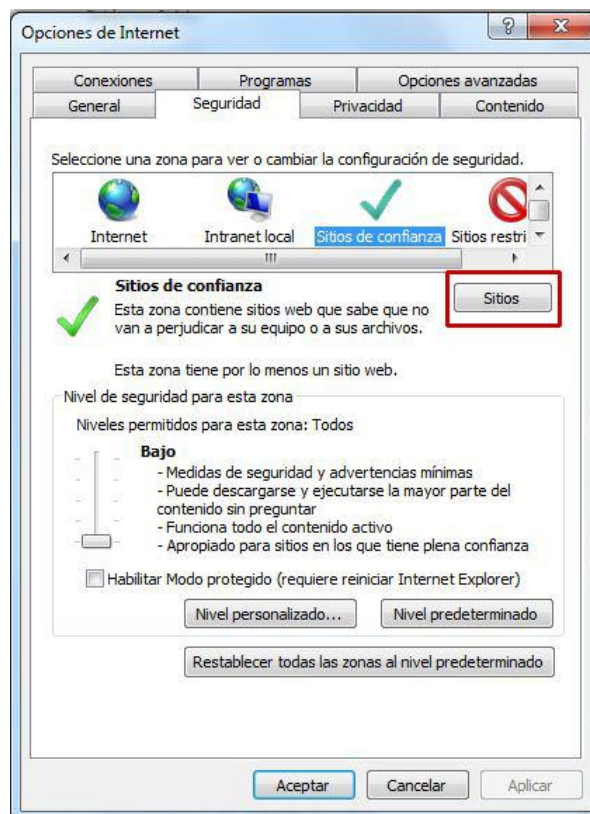 Opciones de Internet
Conexiones Programas Opciones avanzadas
General Seguridad Privacidad Contenido
Seleccione una zona para ver o cambiar la configuración de seguridad.
Internet Intranet local Sitios de confianza Sitios restri
Sitios de confianza
Sitios
Esta zona contiene sitios web que sabe que no
van a perjudicar a su equipo o a sus archivos.
Esta zona tiene por lo menos un sitio web.
Nivel de seguridad para esta zona
Niveles permitidos para esta zona: Todos
Bajo
- Medidas de seguridad y advertencias mínimas
- Puede descargarse y ejecutarse la mayor parte del
contenido sin preguntar
- Funciona todo el contenido activo
- Apropiado para sitios en los que tiene plena confianza
Habilitar Modo protegido (requiere reiniciar Internet Explorer)
Nivel personalizado... Nivel predeterminado
Restablecer todas las zonas al nivel predeterminado
Aceptar Cancelar Aplicar